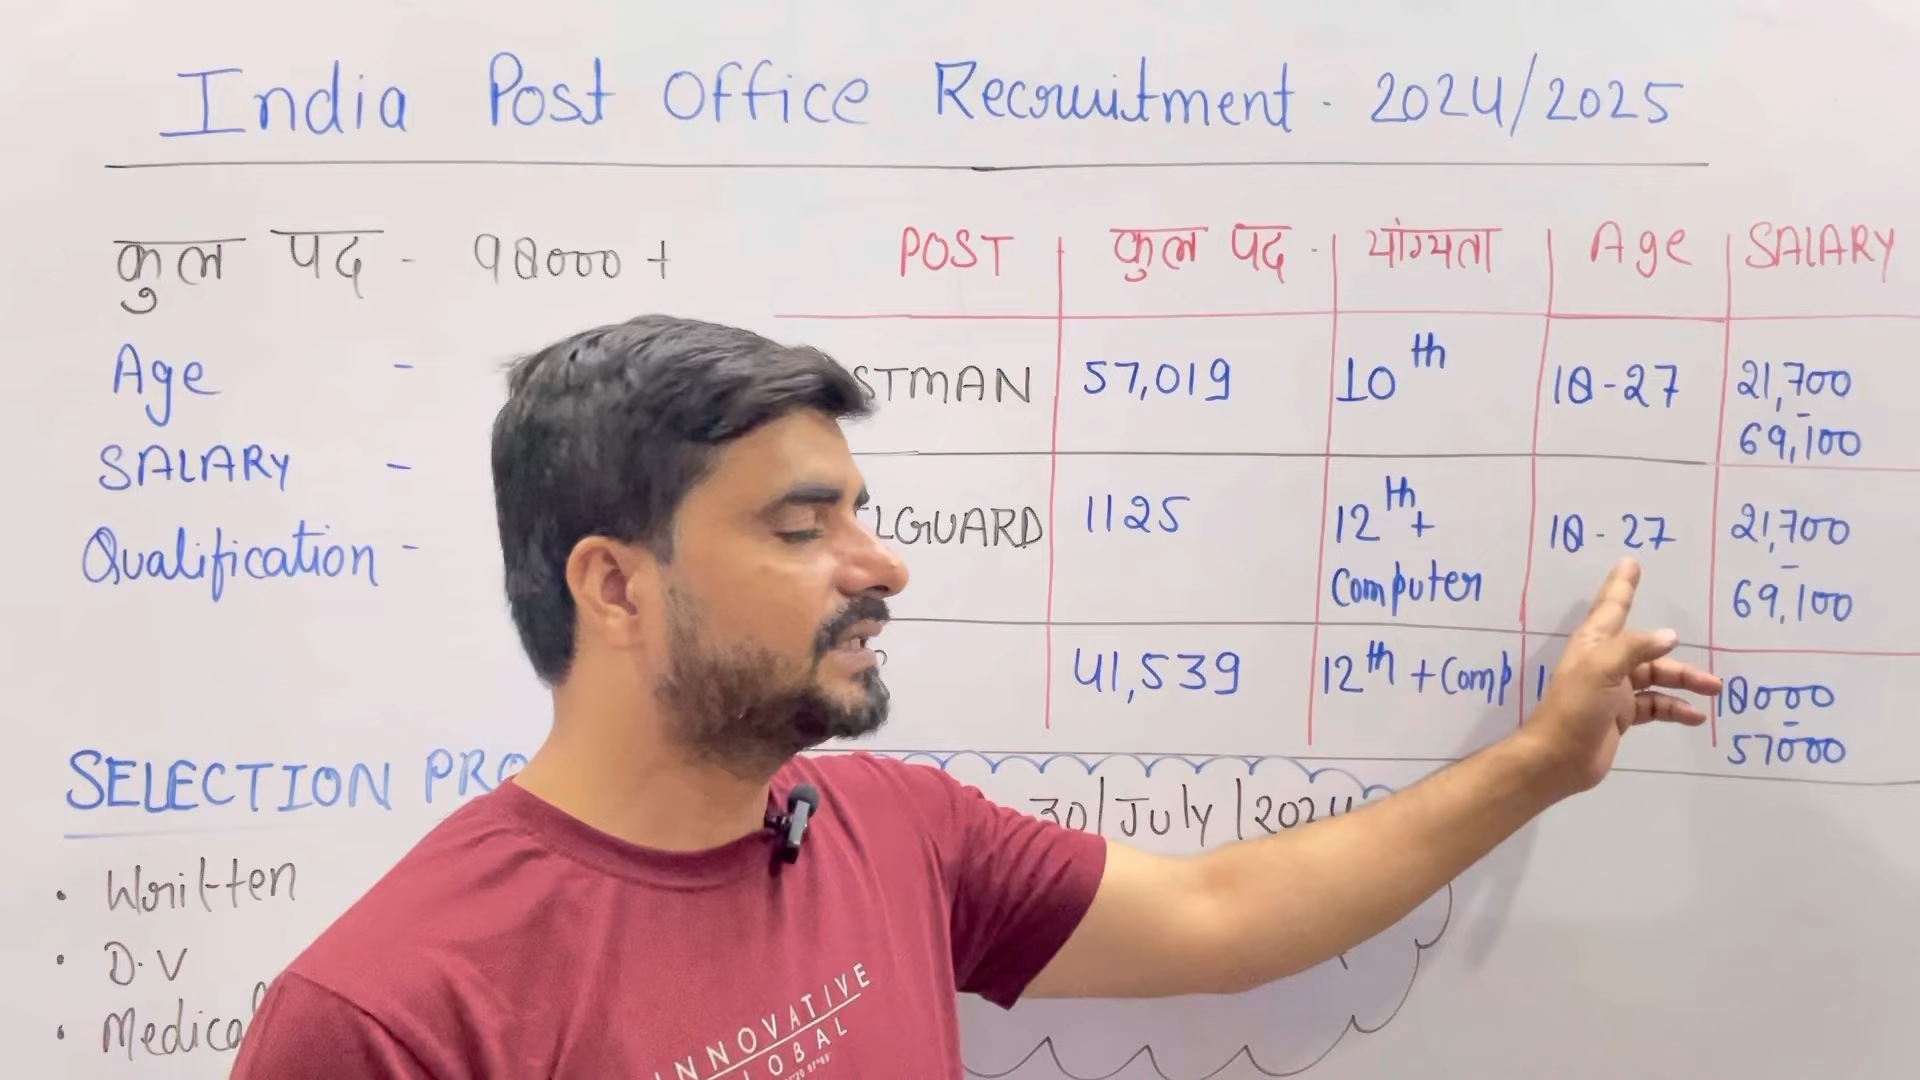 India Post Office Recruitment - 2024/2025
कुल पद - 98000+
Age -
SALARY -
Qualification -
POST कुल पद - योग्यता Age SALARY
STMAN 57,019 10th 18-27 21,700 - 69,100
LGUARD 1125 12th + Computer 18-27 21,700 - 69,100
41,539 12th + Comp 18000 - 57000
SELECTION PRO
30/July/2024
• Written
• D.V
• Medical
INNOVATIVE
LOBAL